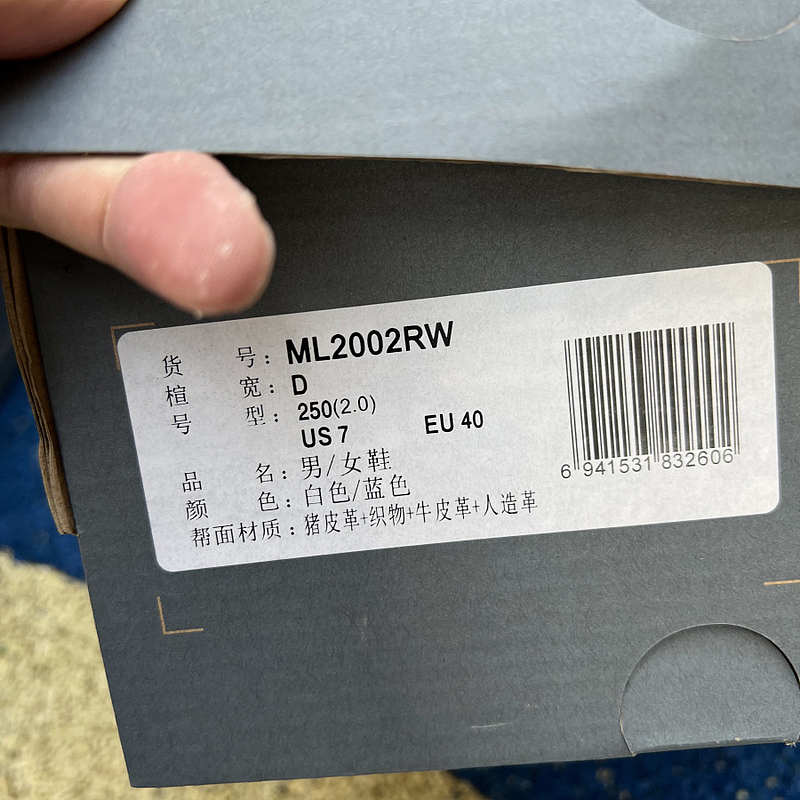 货号：ML2002RW
楦宽：D
号型：250(2.0)
US 7 EU 40
品名：男/女鞋
颜色：白色/蓝色
帮面材质：猪皮革+织物+牛皮革+人造革
6 941531 832606